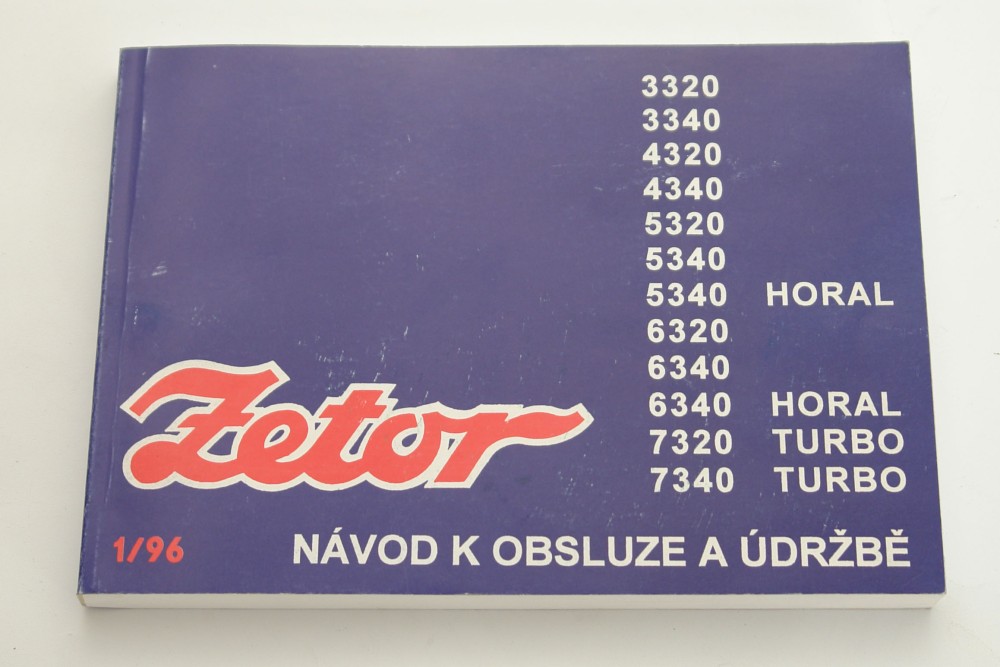 3320
3340
4320
4340
5320
5340
5340 HORAL
6320
6340
6340 HORAL
7320 TURBO
7340 TURBO
Zetor
1/96 NÁVOD K OBSLUZE A ÚDRŽBĚ